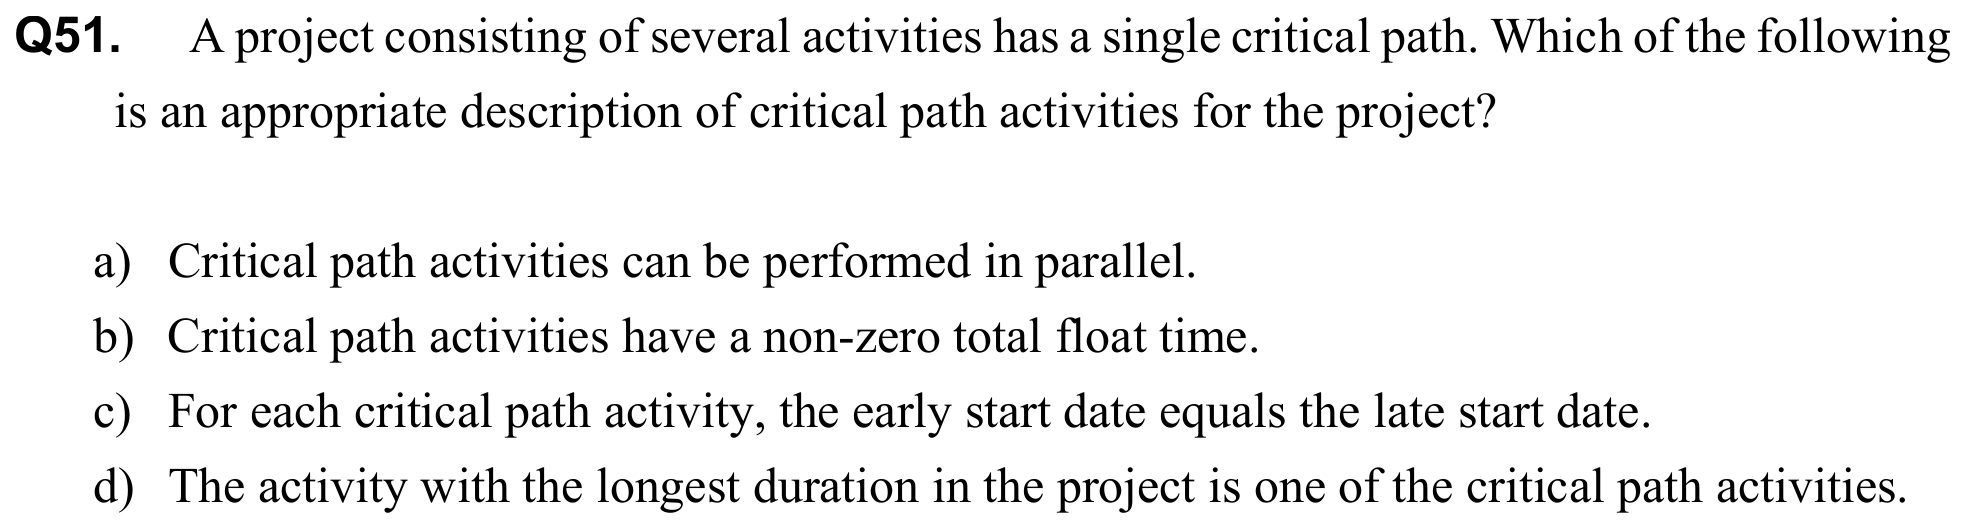 Q51. A project consisting of several activities has a single critical path. Which of the following
is an appropriate description of critical path activities for the project?
a) Critical path activities can be performed in parallel.
b) Critical path activities have a non-zero total float time.
c) For each critical path activity, the early start date equals the late start date.
d) The activity with the longest duration in the project is one of the critical path activities.